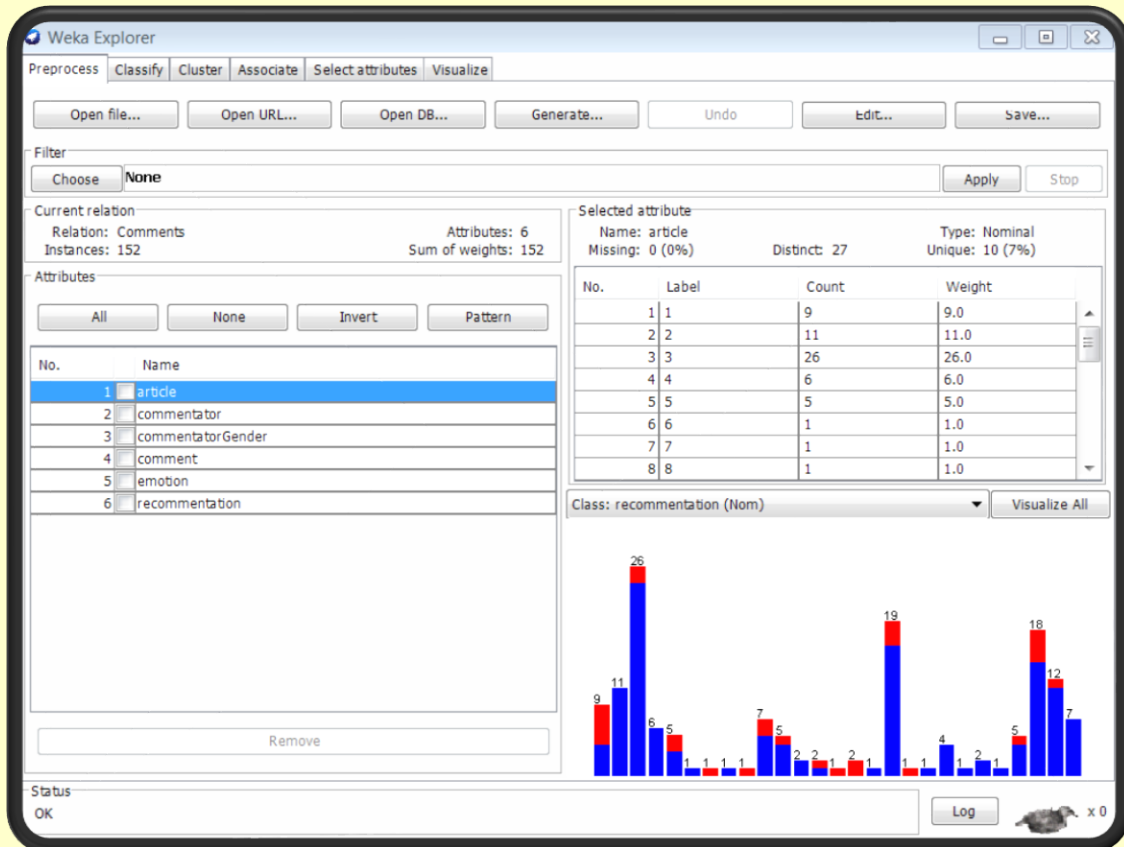 Weka Explorer
Preprocess Classify Cluster Associate Select attributes Visualize
Open file... Open URL... Open DB... Generate... Undo Edit... Save...
Filter
Choose None Apply Stop
Current relation
Relation: Comments Attributes: 6
Instances: 152 Sum of weights: 152
Attributes
All None Invert Pattern
No. Name
1 article
2 commentator
3 commentatorGender
4 comment
5 emotion
6 recommentation
Remove
Selected attribute
Name: article Type: Nominal
Missing: 0 (0%) Distinct: 27 Unique: 10 (7%)
No. Label Count Weight
1 1 9 9.0
2 2 11 11.0
3 3 26 26.0
4 4 6 6.0
5 5 5 5.0
6 6 1 1.0
7 7 1 1.0
8 8 1 1.0
Class: recommentation (Nom) Visualize All
9 11 26 6 5 1 1 1 1 7 5 2 2 1 2 1 19 1 1 4 1 2 1 5 18 12 7
Status
OK
Log x 0